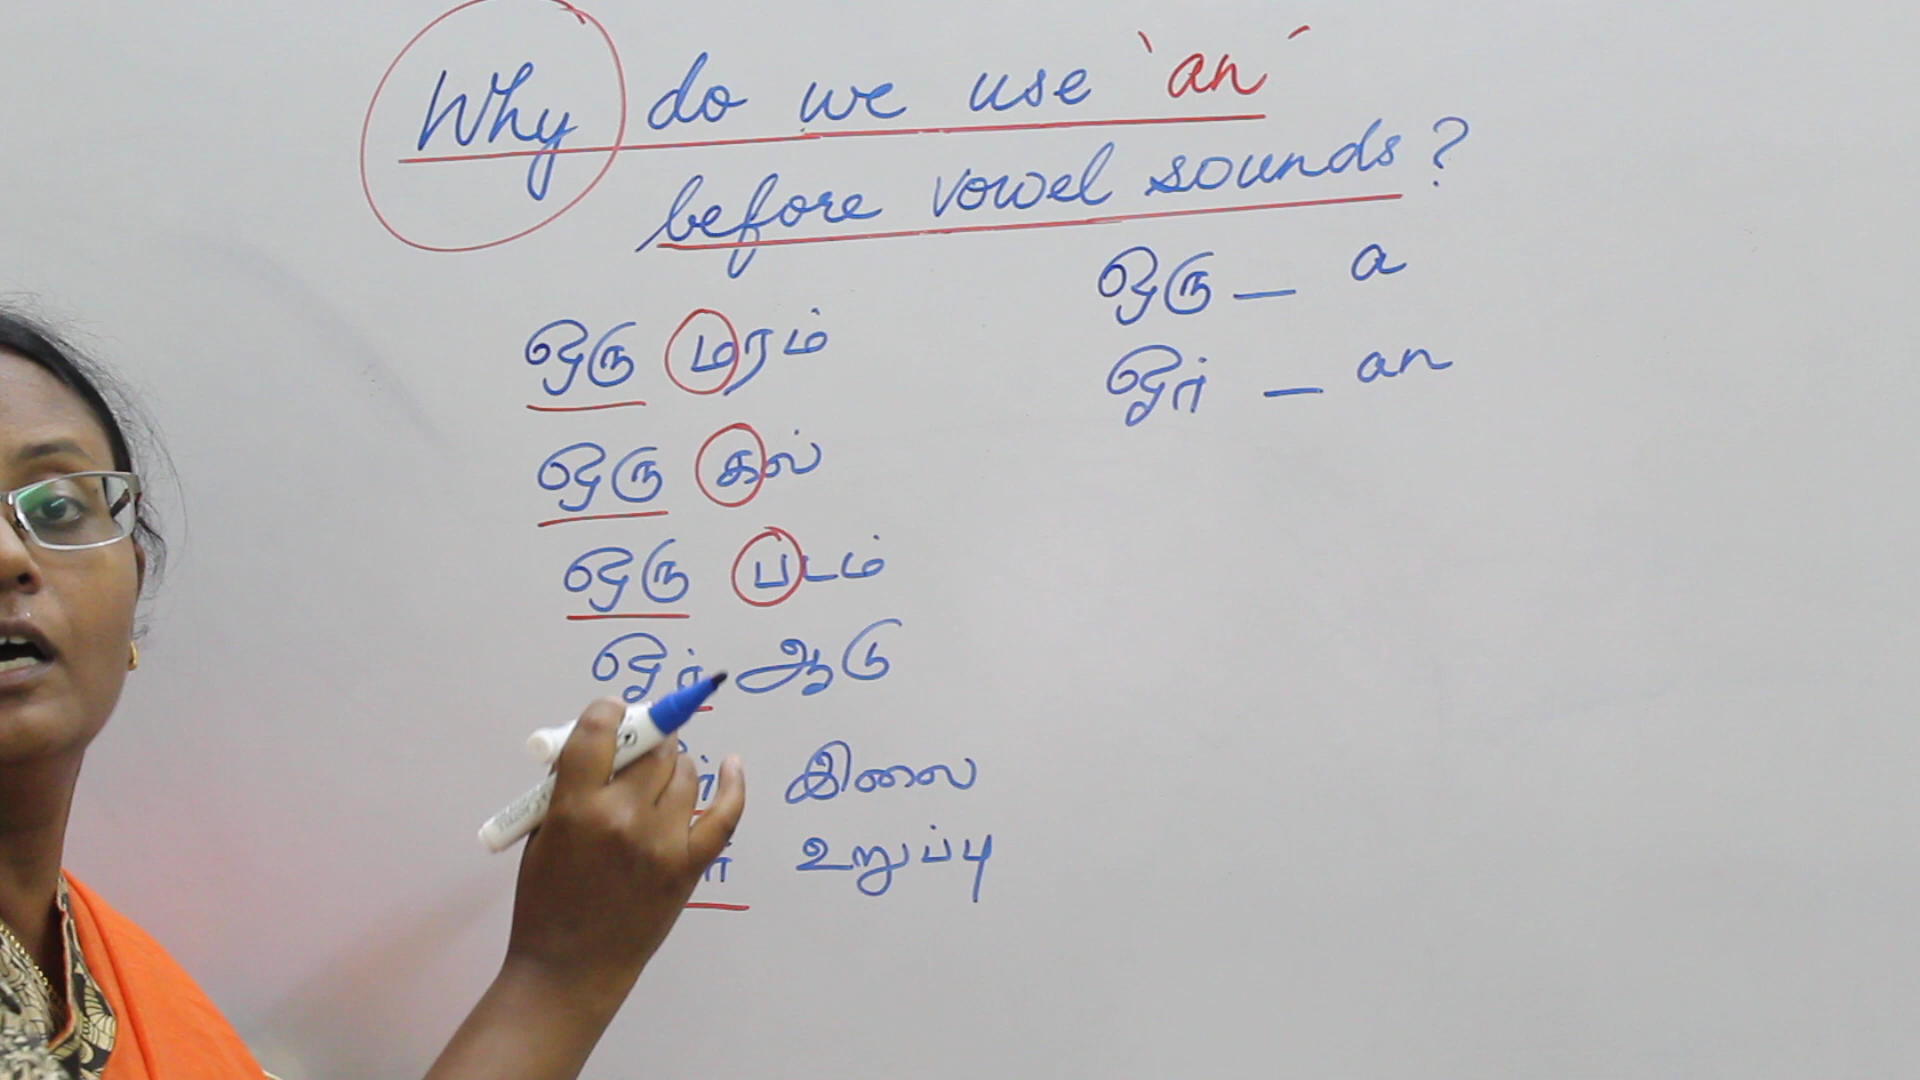 Why do we use 'an'
before vowel sounds?
ஒரு — a
ஒரு மரம்
ஓர் — an
ஒரு கல்
ஒரு படம்
ஓர் ஆடு
இலை
உறுப்பு